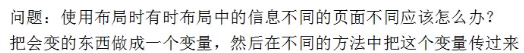 问题：使用布局时有时布局中的信息不同的页面不同应该怎么办？
把会变的东西做成一个变量，然后在不同的方法中把这个变量传过来